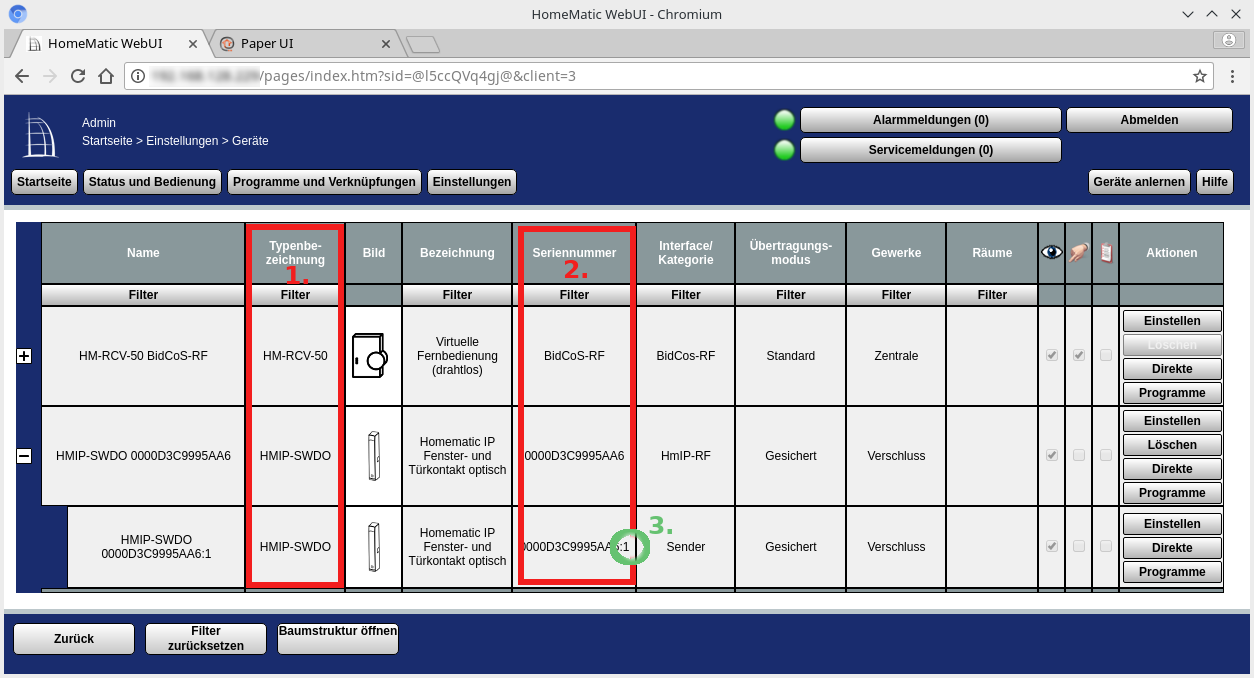 HomeMatic WebUI - Chromium
HomeMatic WebUI
Paper UI
/pages/index.htm?sid=@l5ccQVq4gj@&client=3
Admin
Startseite > Einstellungen > Geräte
Alarmmeldungen (0)
Abmelden
Servicemeldungen (0)
Startseite
Status und Bedienung
Programme und Verknüpfungen
Einstellungen
Geräte anlernen
Hilfe
Name
Typenbe-
zeichnung
Bild
Bezeichnung
Seriennummer
Interface/
Kategorie
Übertragungs-
modus
Gewerke
Räume
Aktionen
1.
2.
Filter
Filter
Filter
Filter
Filter
Filter
Filter
Filter
HM-RCV-50 BidCoS-RF
HM-RCV-50
Virtuelle
Fernbedienung
(drahtlos)
BidCoS-RF
BidCos-RF
Standard
Zentrale
Einstellen
Löschen
Direkte
Programme
HMIP-SWDO 0000D3C9995AA6
HMIP-SWDO
Homematic IP
Fenster- und
Türkontakt optisch
0000D3C9995AA6
HmIP-RF
Gesichert
Verschluss
Einstellen
Löschen
Direkte
Programme
3.
HMIP-SWDO
0000D3C9995AA6:1
HMIP-SWDO
Homematic IP
Fenster- und
Türkontakt optisch
0000D3C9995AA6:1
Sender
Gesichert
Verschluss
Einstellen
Direkte
Programme
Zurück
Filter
zurücksetzen
Baumstruktur öffnen